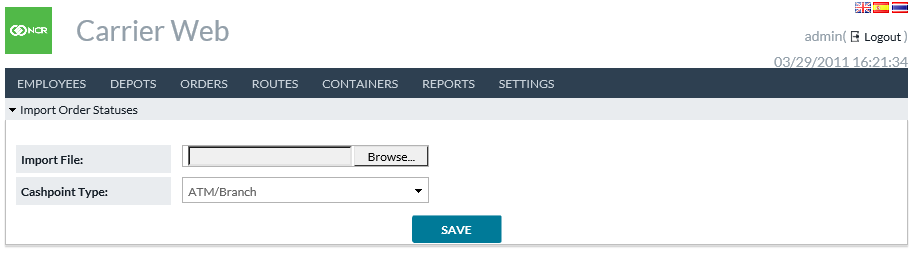 NCR
Carrier Web
admin( Logout )
03/29/2011 16:21:34
EMPLOYEES DEPOTS ORDERS ROUTES CONTAINERS REPORTS SETTINGS
Import Order Statuses
Import File: Browse...
Cashpoint Type: ATM/Branch
SAVE